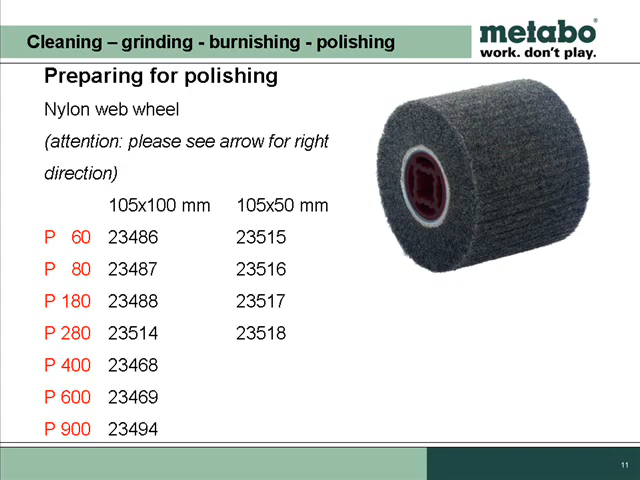 Cleaning – grinding - burnishing - polishing
metabo®
work. don't play.
Preparing for polishing
Nylon web wheel
(attention: please see arrow for right
direction)
105x100 mm 105x50 mm
P 60 23486 23515
P 80 23487 23516
P 180 23488 23517
P 280 23514 23518
P 400 23468
P 600 23469
P 900 23494
11